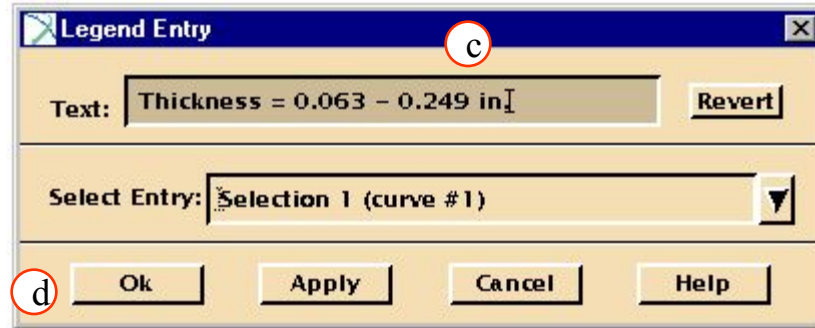 Legend Entry
c
Text: Thickness = 0.063 - 0.249 in. Revert
Select Entry: Selection 1 (curve #1)
d Ok Apply Cancel Help